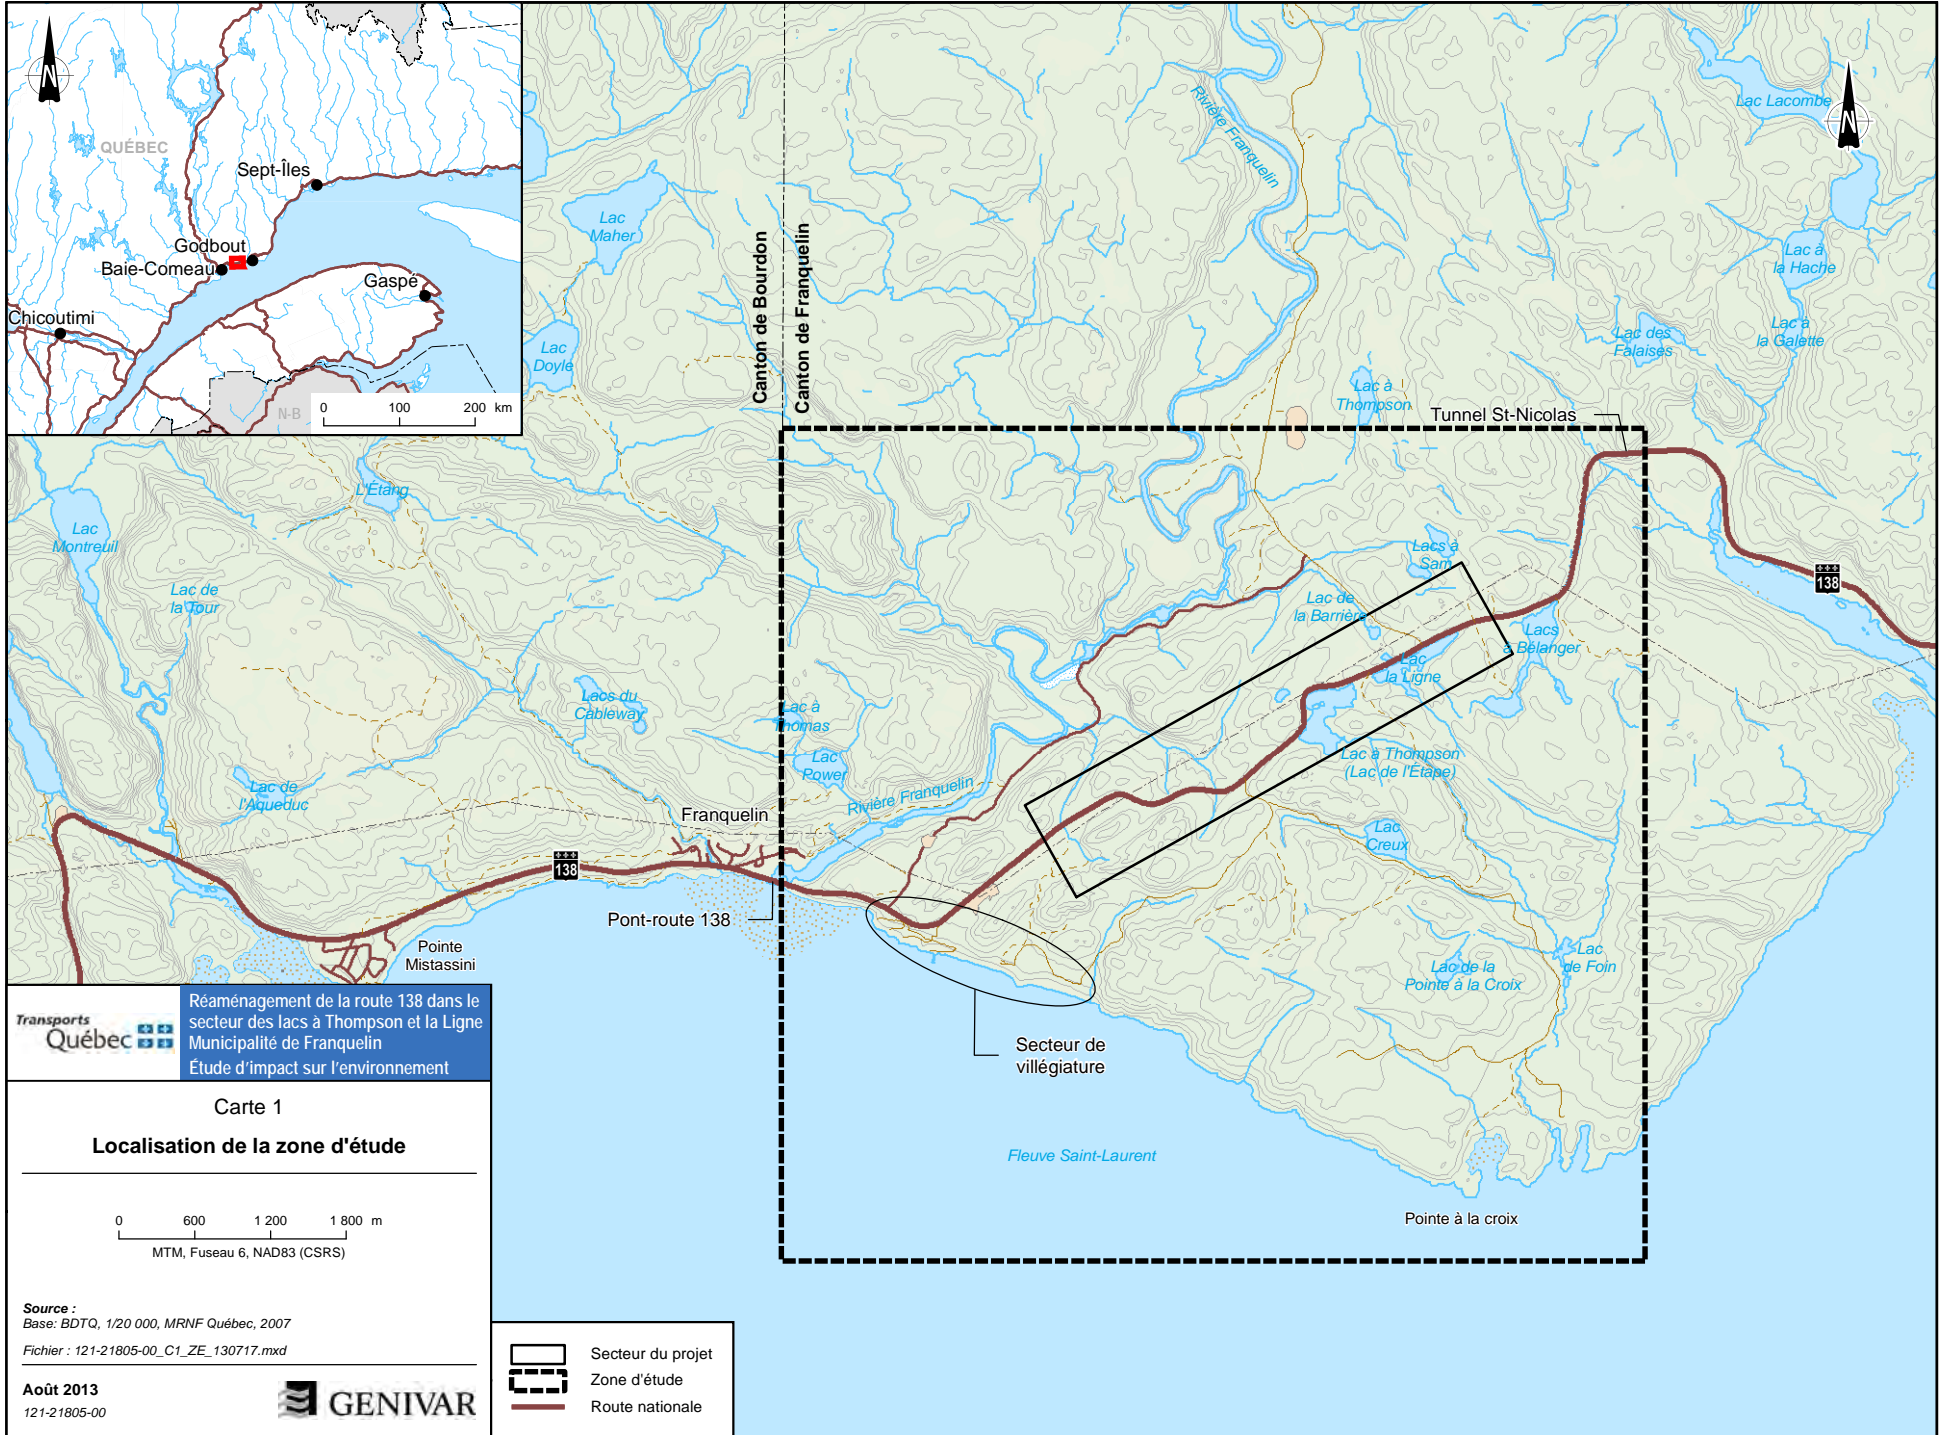 N
QUÉBEC
Sept-Îles
Godbout
Baie-Comeau
Gaspé
Chicoutimi
N-B
0 100 200 km
Canton de Bourdon
Canton de Franquelin
Rivière Franquelin
Lac Lacombe
N
Lac
Maher
Lac à
la Hache
Lac
Doyle
Lac des
Falaises
Lac à
la Galette
Lac à
Thompson
Tunnel St-Nicolas
L'Étang
Lac
Montreuil
Lacs à
Sam
138
Lac de
la Tour
Lac de
la Barrière
Lacs
à Bélanger
Lac
la Ligne
Lacs du
Cableway
Lac à
Thomas
Lac
Power
Lac à Thompson
(Lac de l'Étape)
Lac de
l'Aqueduc
Rivière Franquelin
Franquelin
Lac
Creux
138
Pont-route 138
Pointe
Mistassini
Lac
de Foin
Lac de la
Pointe à la Croix
Secteur de
villégiature
Fleuve Saint-Laurent
Pointe à la croix
Transports
Québec
Réaménagement de la route 138 dans le
secteur des lacs à Thompson et la Ligne
Municipalité de Franquelin
Étude d'impact sur l'environnement
Carte 1
Localisation de la zone d'étude
0 600 1 200 1 800 m
MTM, Fuseau 6, NAD83 (CSRS)
Source :
Base: BDTQ, 1/20 000, MRNF Québec, 2007
Fichier : 121-21805-00_C1_ZE_130717.mxd
Août 2013
121-21805-00
GENIVAR
Secteur du projet
Zone d'étude
Route nationale